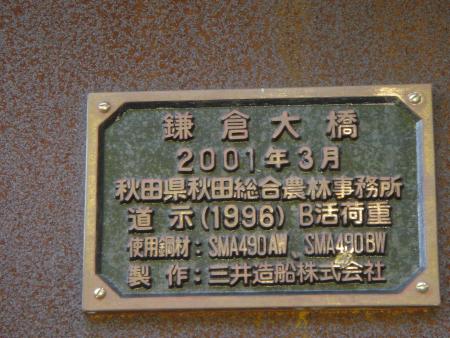 鎌倉大橋
2001年3月
秋田県秋田総合農林事務所
道示(1996) B活荷重
使用鋼材：SMA490AW、SMA490BW
製作：三井造船株式会社